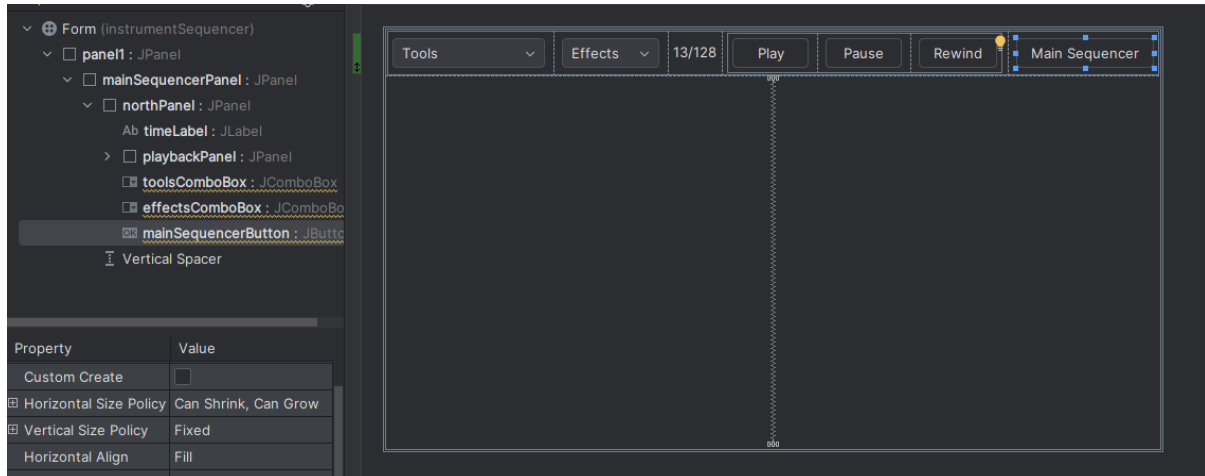 Form (instrumentSequencer)
panel1 : JPanel
mainSequencerPanel : JPanel
northPanel : JPanel
Ab timeLabel : JLabel
playbackPanel : JPanel
toolsComboBox : JComboBox
effectsComboBox : JComboBo
OK mainSequencerButton : JButto
Vertical Spacer
Property Value
Custom Create
Horizontal Size Policy Can Shrink, Can Grow
Vertical Size Policy Fixed
Horizontal Align Fill
Tools Effects 13/128 Play Pause Rewind Main Sequencer